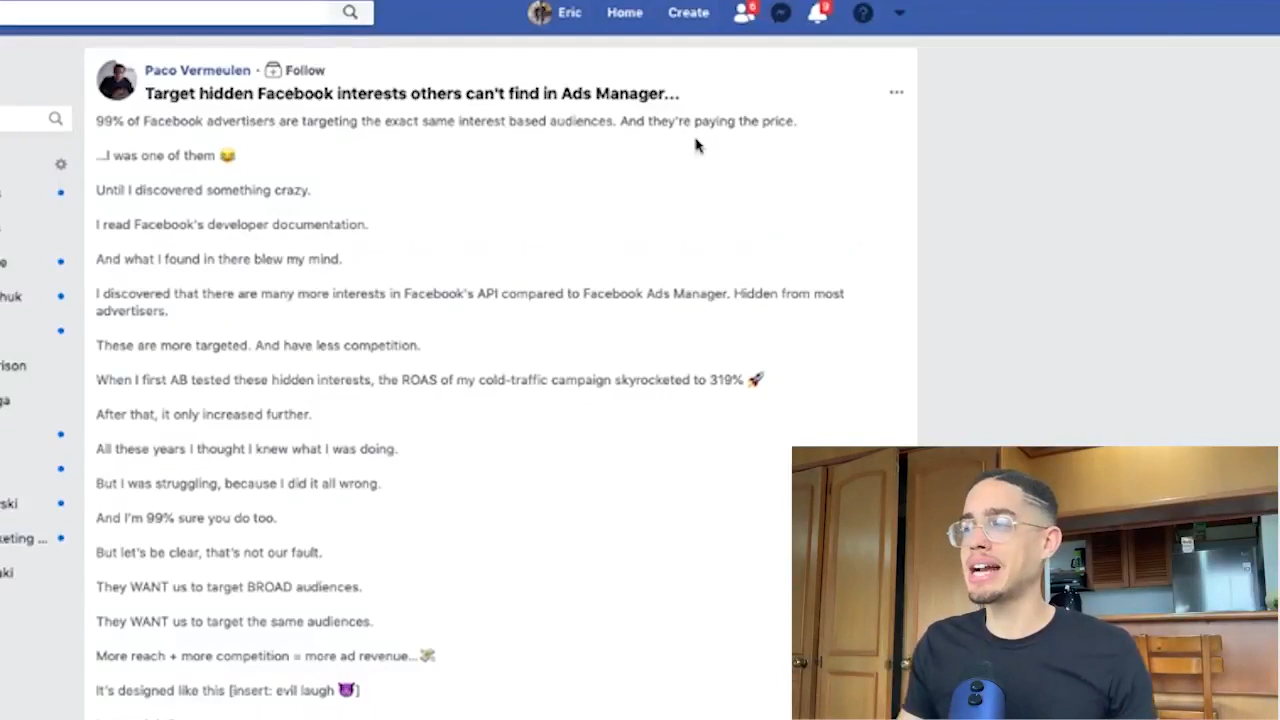 Eric Home Create 6 9
Paco Vermeulen · Follow
Target hidden Facebook interests others can't find in Ads Manager...
99% of Facebook advertisers are targeting the exact same interest based audiences. And they're paying the price.
...I was one of them 😂
Until I discovered something crazy.
I read Facebook's developer documentation.
And what I found in there blew my mind.
I discovered that there are many more interests in Facebook's API compared to Facebook Ads Manager. Hidden from most
advertisers.
These are more targeted. And have less competition.
When I first AB tested these hidden interests, the ROAS of my cold-traffic campaign skyrocketed to 319% 🚀
After that, it only increased further.
All these years I thought I knew what I was doing.
But I was struggling, because I did it all wrong.
And I'm 99% sure you do too.
But let's be clear, that's not our fault.
They WANT us to target BROAD audiences.
They WANT us to target the same audiences.
More reach + more competition = more ad revenue...💸
It's designed like this [insert: evil laugh 😈]
huk
rison
ga
ski
keting ...
ki